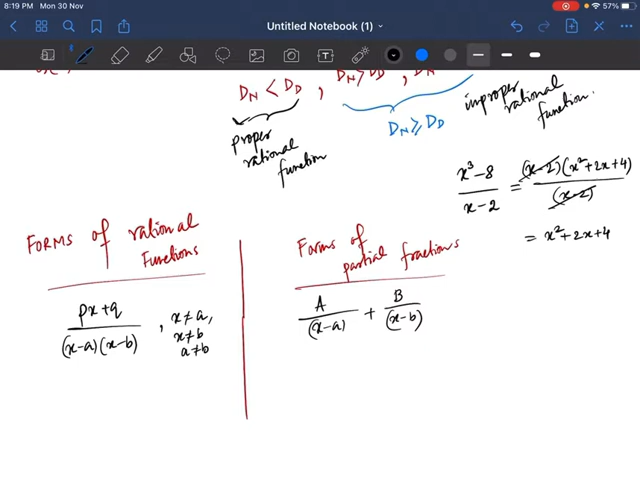 8:19 PM Mon 30 Nov
57%
Untitled Notebook (1)
D_N < D_D , D_N > D_D , D_N
proper rational function
D_N ≥ D_D
improper rational function.
x³-8 / x-2 = (x-2)(x²+2x+4) / (x-2)
= x²+2x+4
FORMS of rational Functions
px+q / (x-a)(x-b) , x≠a,
x≠b
a≠b
Forms of partial fractions
A / (x-a) + B / (x-b)